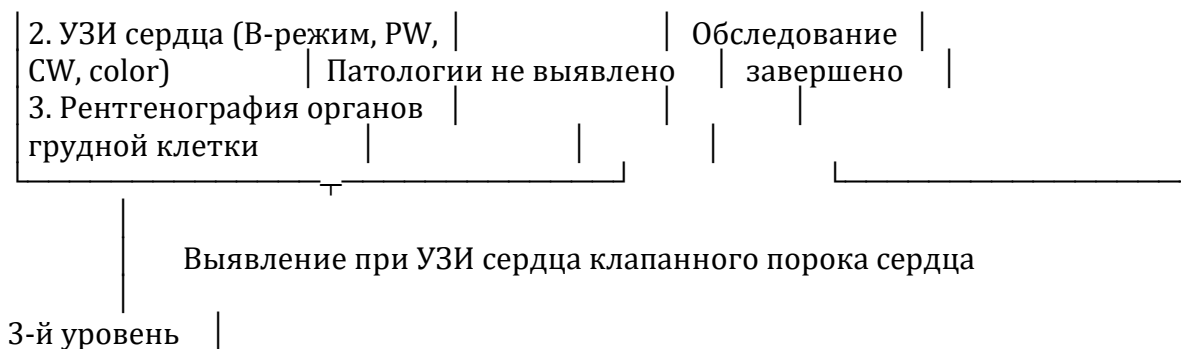 2. УЗИ сердца (В-режим, PW, Обследование
CW, color) Патологии не выявлено завершено
3. Рентгенография органов
грудной клетки
Выявление при УЗИ сердца клапанного порока сердца
3-й уровень